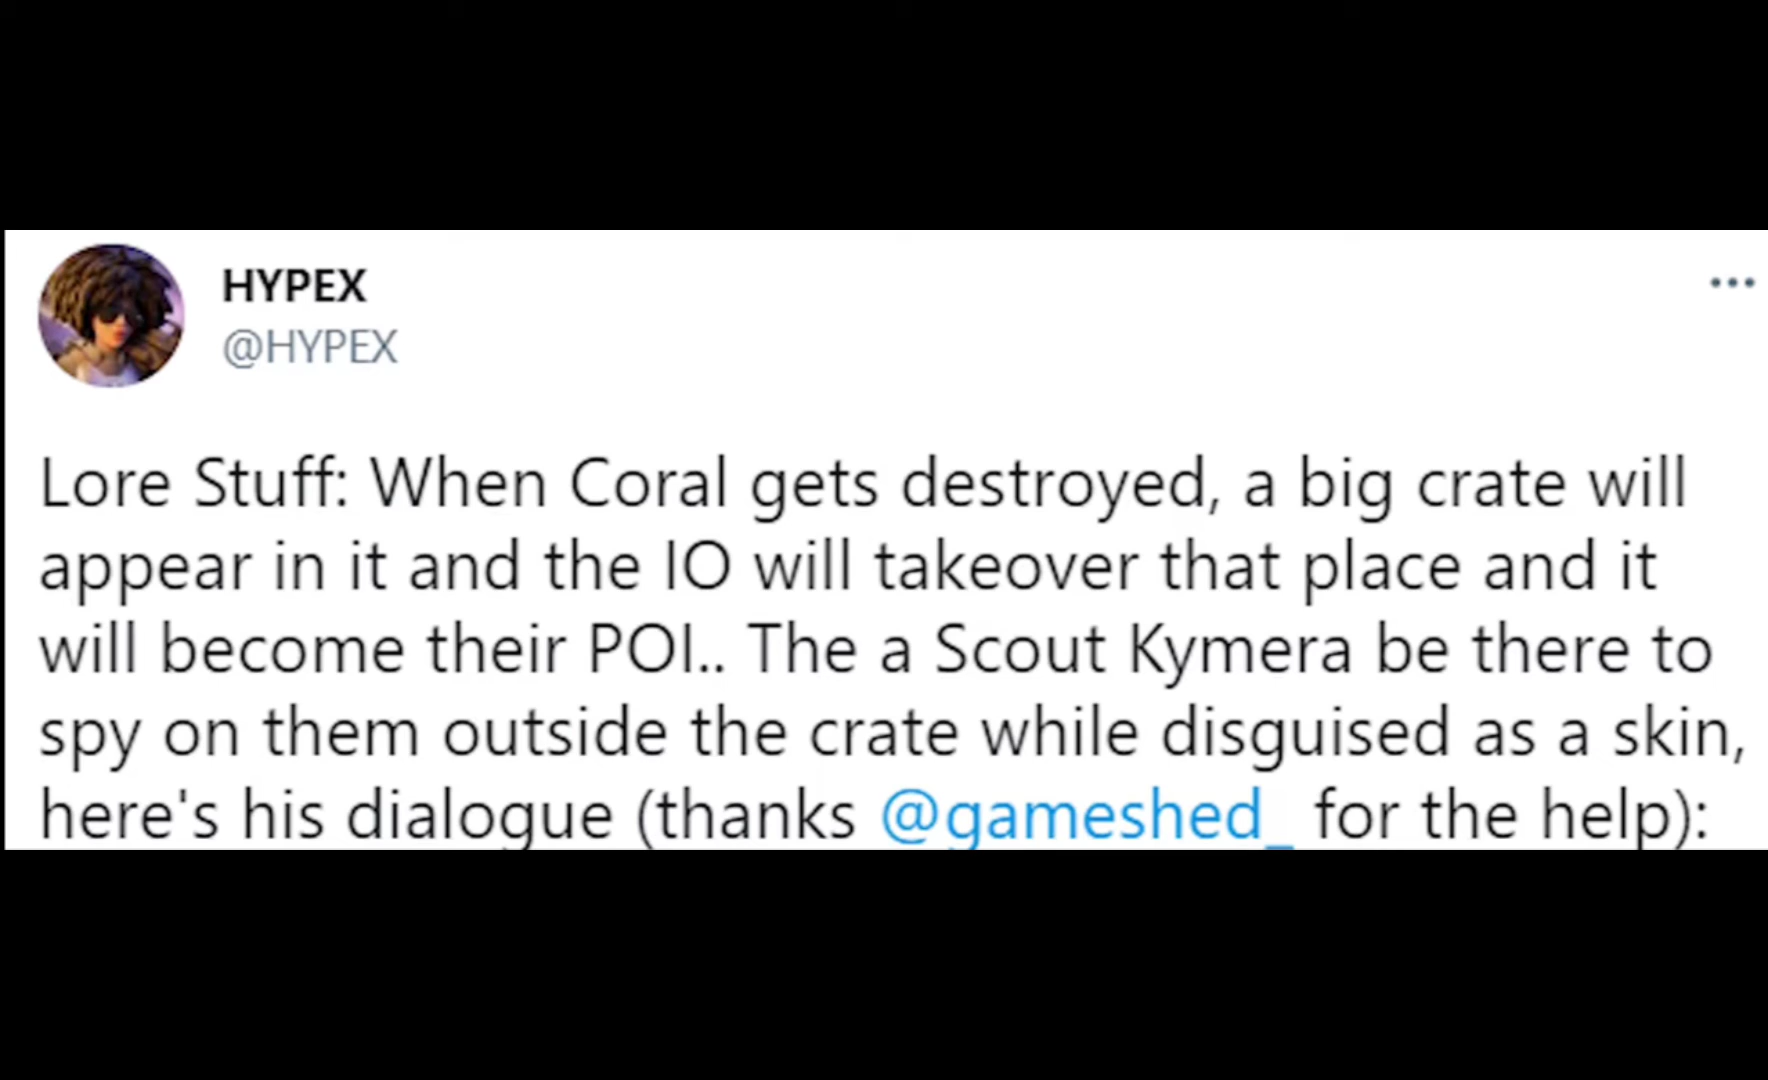 HYPEX
@HYPEX
Lore Stuff: When Coral gets destroyed, a big crate will
appear in it and the IO will takeover that place and it
will become their POI.. The a Scout Kymera be there to
spy on them outside the crate while disguised as a skin,
here's his dialogue (thanks @gameshed_ for the help):